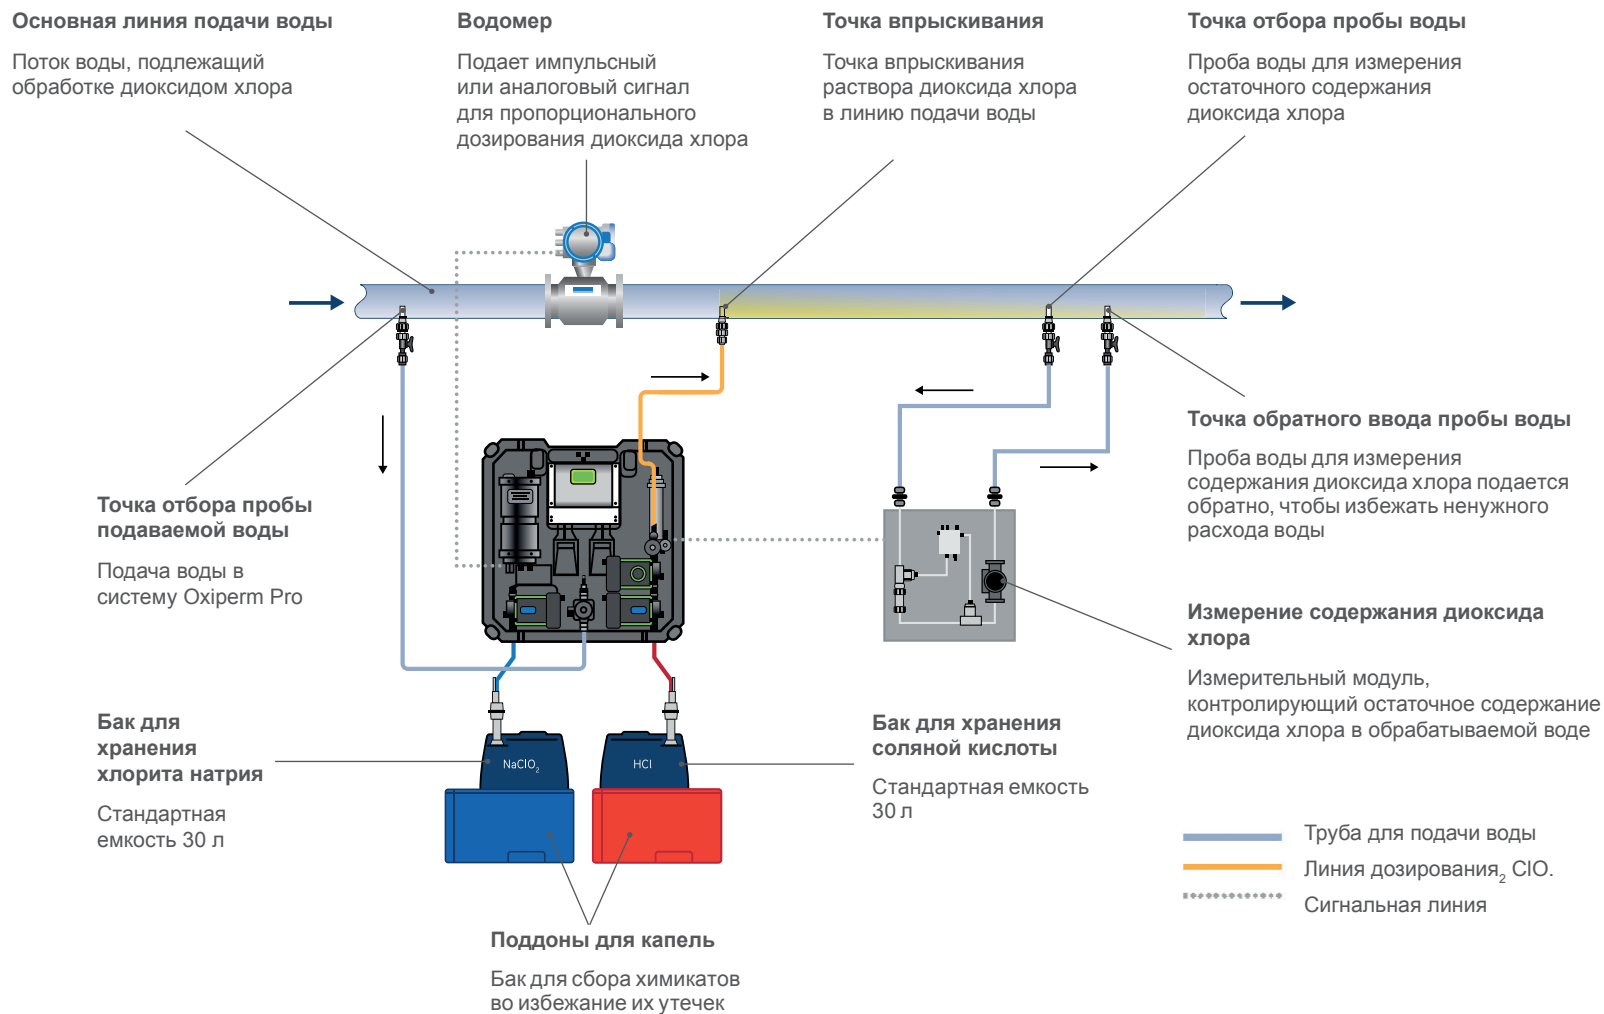 Основная линия подачи воды
Поток воды, подлежащий
обработке диоксидом хлора
Водомер
Подает импульсный
или аналоговый сигнал
для пропорционального
дозирования диоксида хлора
Точка впрыскивания
Точка впрыскивания
раствора диоксида хлора
в линию подачи воды
Точка отбора пробы воды
Проба воды для измерения
остаточного содержания
диоксида хлора
Точка обратного ввода пробы воды
Проба воды для измерения
содержания диоксида хлора подается
обратно, чтобы избежать ненужного
расхода воды
Точка отбора пробы
подаваемой воды
Подача воды в
систему Oxiperm Pro
Измерение содержания диоксида
хлора
Измерительный модуль,
контролирующий остаточное содержание
диоксида хлора в обрабатываемой воде
Бак для
хранения
хлорита натрия
Стандартная
емкость 30 л
NaClO₂
HCl
Бак для хранения
соляной кислоты
Стандартная емкость
30 л
Труба для подачи воды
Линия дозирования₂ ClO.
Сигнальная линия
Поддоны для капель
Бак для сбора химикатов
во избежание их утечек